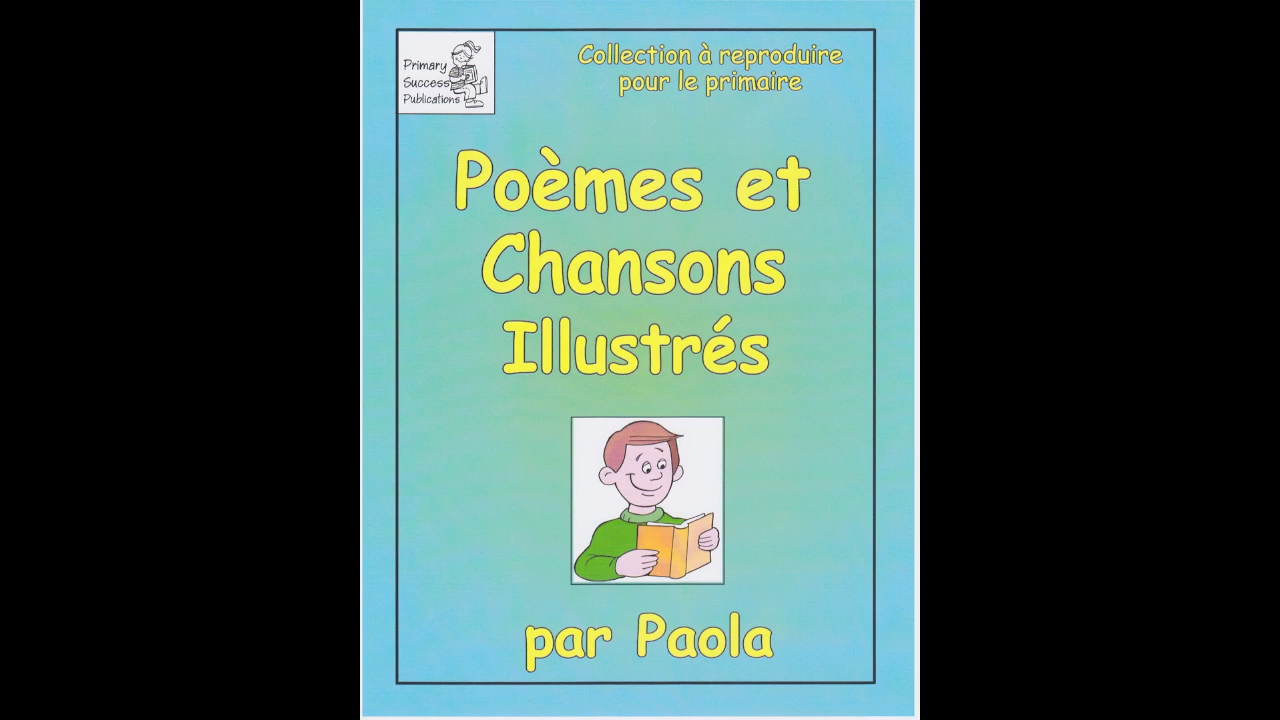 Primary
Success
Publications
Collection à reproduire
pour le primaire
Poèmes et
Chansons
Illustrés
par Paola